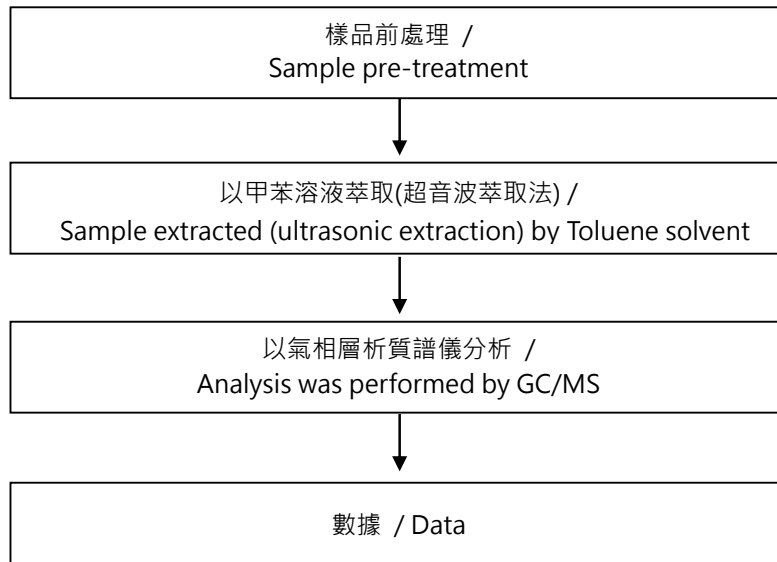 樣品前處理 /
Sample pre-treatment
以甲苯溶液萃取(超音波萃取法) /
Sample extracted (ultrasonic extraction) by Toluene solvent
以氣相層析質譜儀分析 /
Analysis was performed by GC/MS
數據 / Data